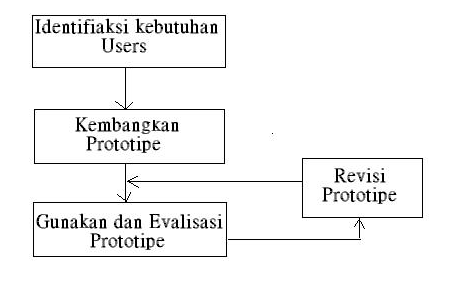 Identifiaksi kebutuhan
Users
Kembangkan
Prototipe
Revisi
Prototipe
Gunakan dan Evalisasi
Prototipe